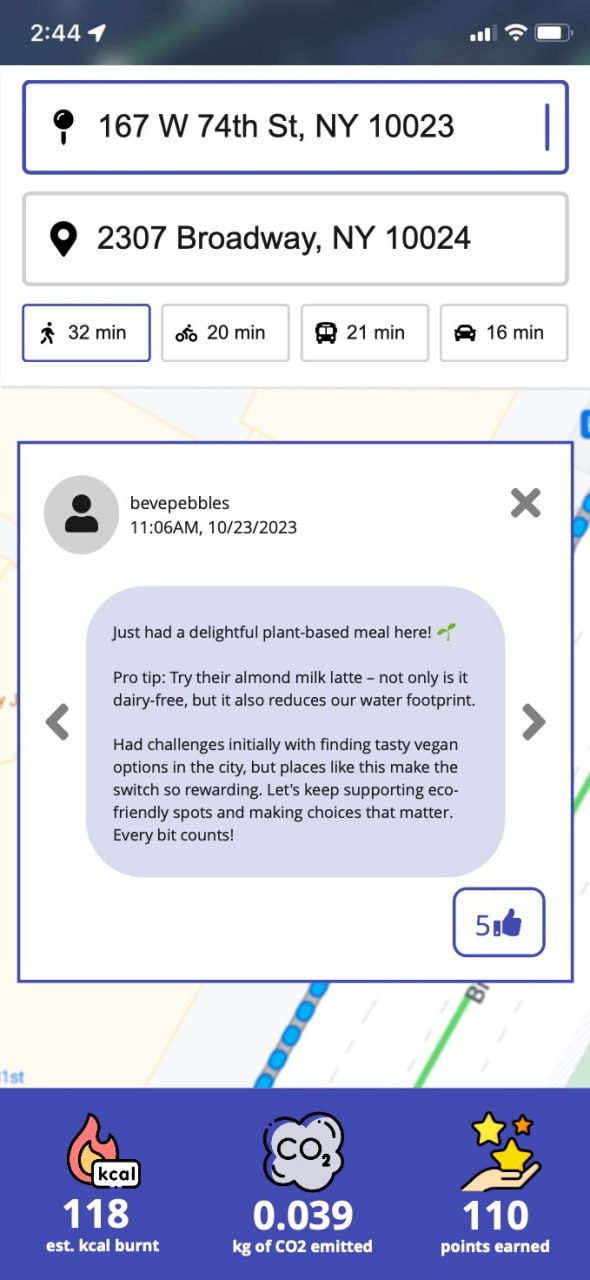 2:44
167 W 74th St, NY 10023
2307 Broadway, NY 10024
32 min
20 min
21 min
16 min
bevepebbles
11:06AM, 10/23/2023
Just had a delightful plant-based meal here! 🌱
Pro tip: Try their almond milk latte – not only is it
dairy-free, but it also reduces our water footprint.
Had challenges initially with finding tasty vegan
options in the city, but places like this make the
switch so rewarding. Let's keep supporting eco-
friendly spots and making choices that matter.
Every bit counts!
5
kcal
CO2
118
est. kcal burnt
0.039
kg of CO2 emitted
110
points earned